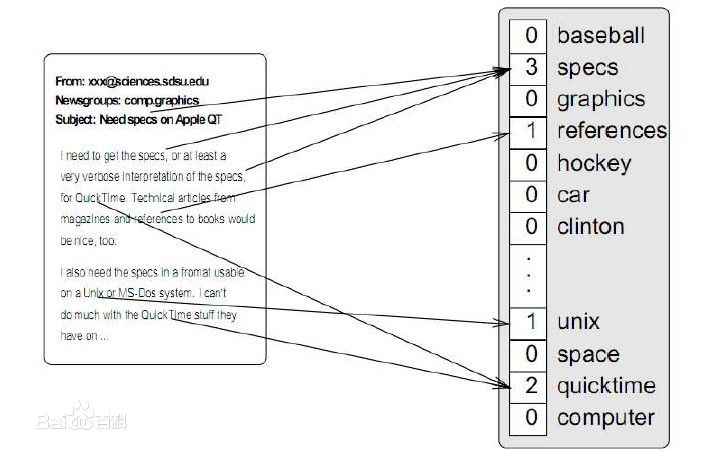 From: xxx@sciences.sdsu.edu
Newsgroups: comp.graphics
Subject: Need specs on Apple QT
I need to get the specs, or at least a
very verbose interpretation of the specs,
for QuickTime. Technical articles from
magazines and references to books would
be nice, too.
I also need the specs in a fromat usable
on a Unix or MS-Dos system. I can't
do much with the QuickTime stuff they
have on ...
0 baseball
3 specs
0 graphics
1 references
0 hockey
0 car
0 clinton
.
.
.
1 unix
0 space
2 quicktime
0 computer
Baidu百科